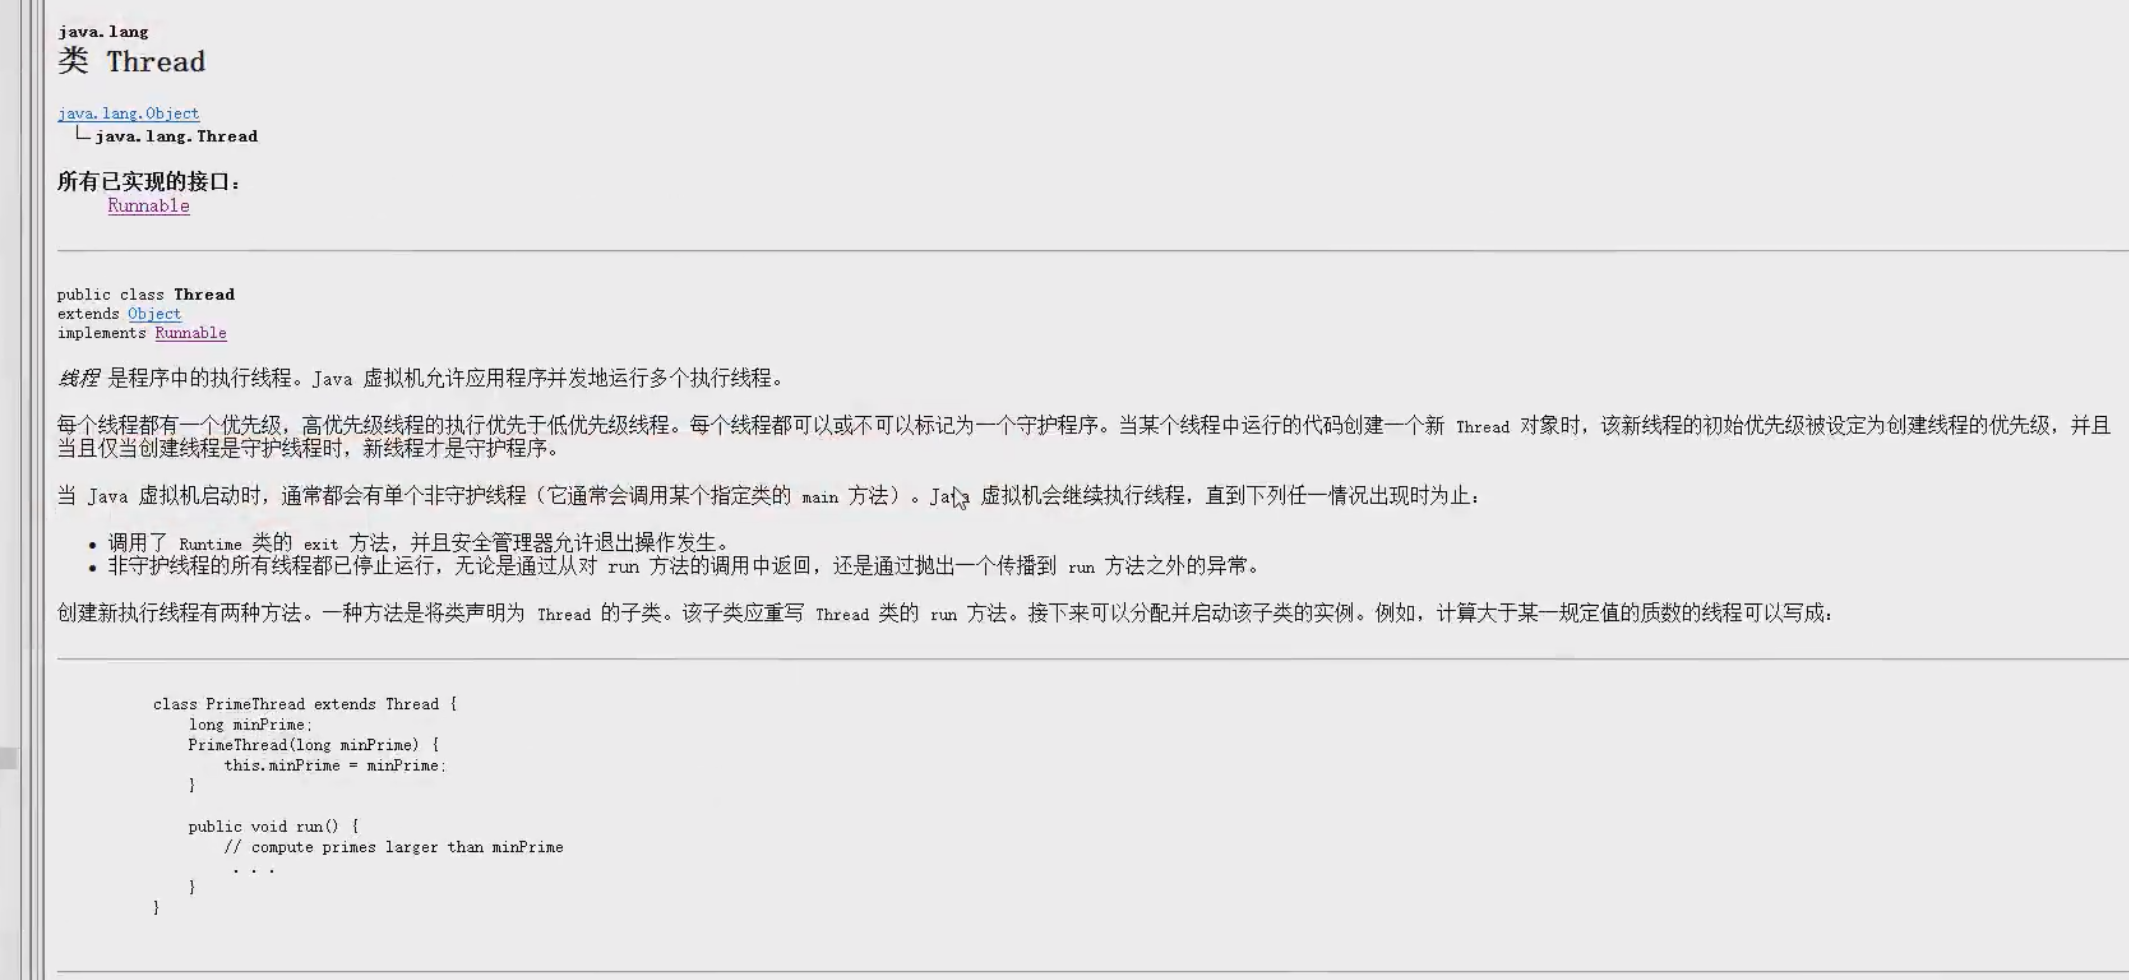 java.lang
类 Thread
java.lang.Object
java.lang.Thread
所有已实现的接口：
Runnable
public class Thread
extends Object
implements Runnable
线程 是程序中的执行线程。Java 虚拟机允许应用程序并发地运行多个执行线程。
每个线程都有一个优先级，高优先级线程的执行优先于低优先级线程。每个线程都可以或不可以标记为一个守护程序。当某个线程中运行的代码创建一个新 Thread 对象时，该新线程的初始优先级被设定为创建线程的优先级，并且
当且仅当创建线程是守护线程时，新线程才是守护程序。
当 Java 虚拟机启动时，通常都会有单个非守护线程（它通常会调用某个指定类的 main 方法）。Java 虚拟机会继续执行线程，直到下列任一情况出现时为止：
• 调用了 Runtime 类的 exit 方法，并且安全管理器允许退出操作发生。
• 非守护线程的所有线程都已停止运行，无论是通过从对 run 方法的调用中返回，还是通过抛出一个传播到 run 方法之外的异常。
创建新执行线程有两种方法。一种方法是将类声明为 Thread 的子类。该子类应重写 Thread 类的 run 方法。接下来可以分配并启动该子类的实例。例如，计算大于某一规定值的质数的线程可以写成：
class PrimeThread extends Thread {
long minPrime;
PrimeThread(long minPrime) {
this.minPrime = minPrime;
}
public void run() {
// compute primes larger than minPrime
. . .
}
}